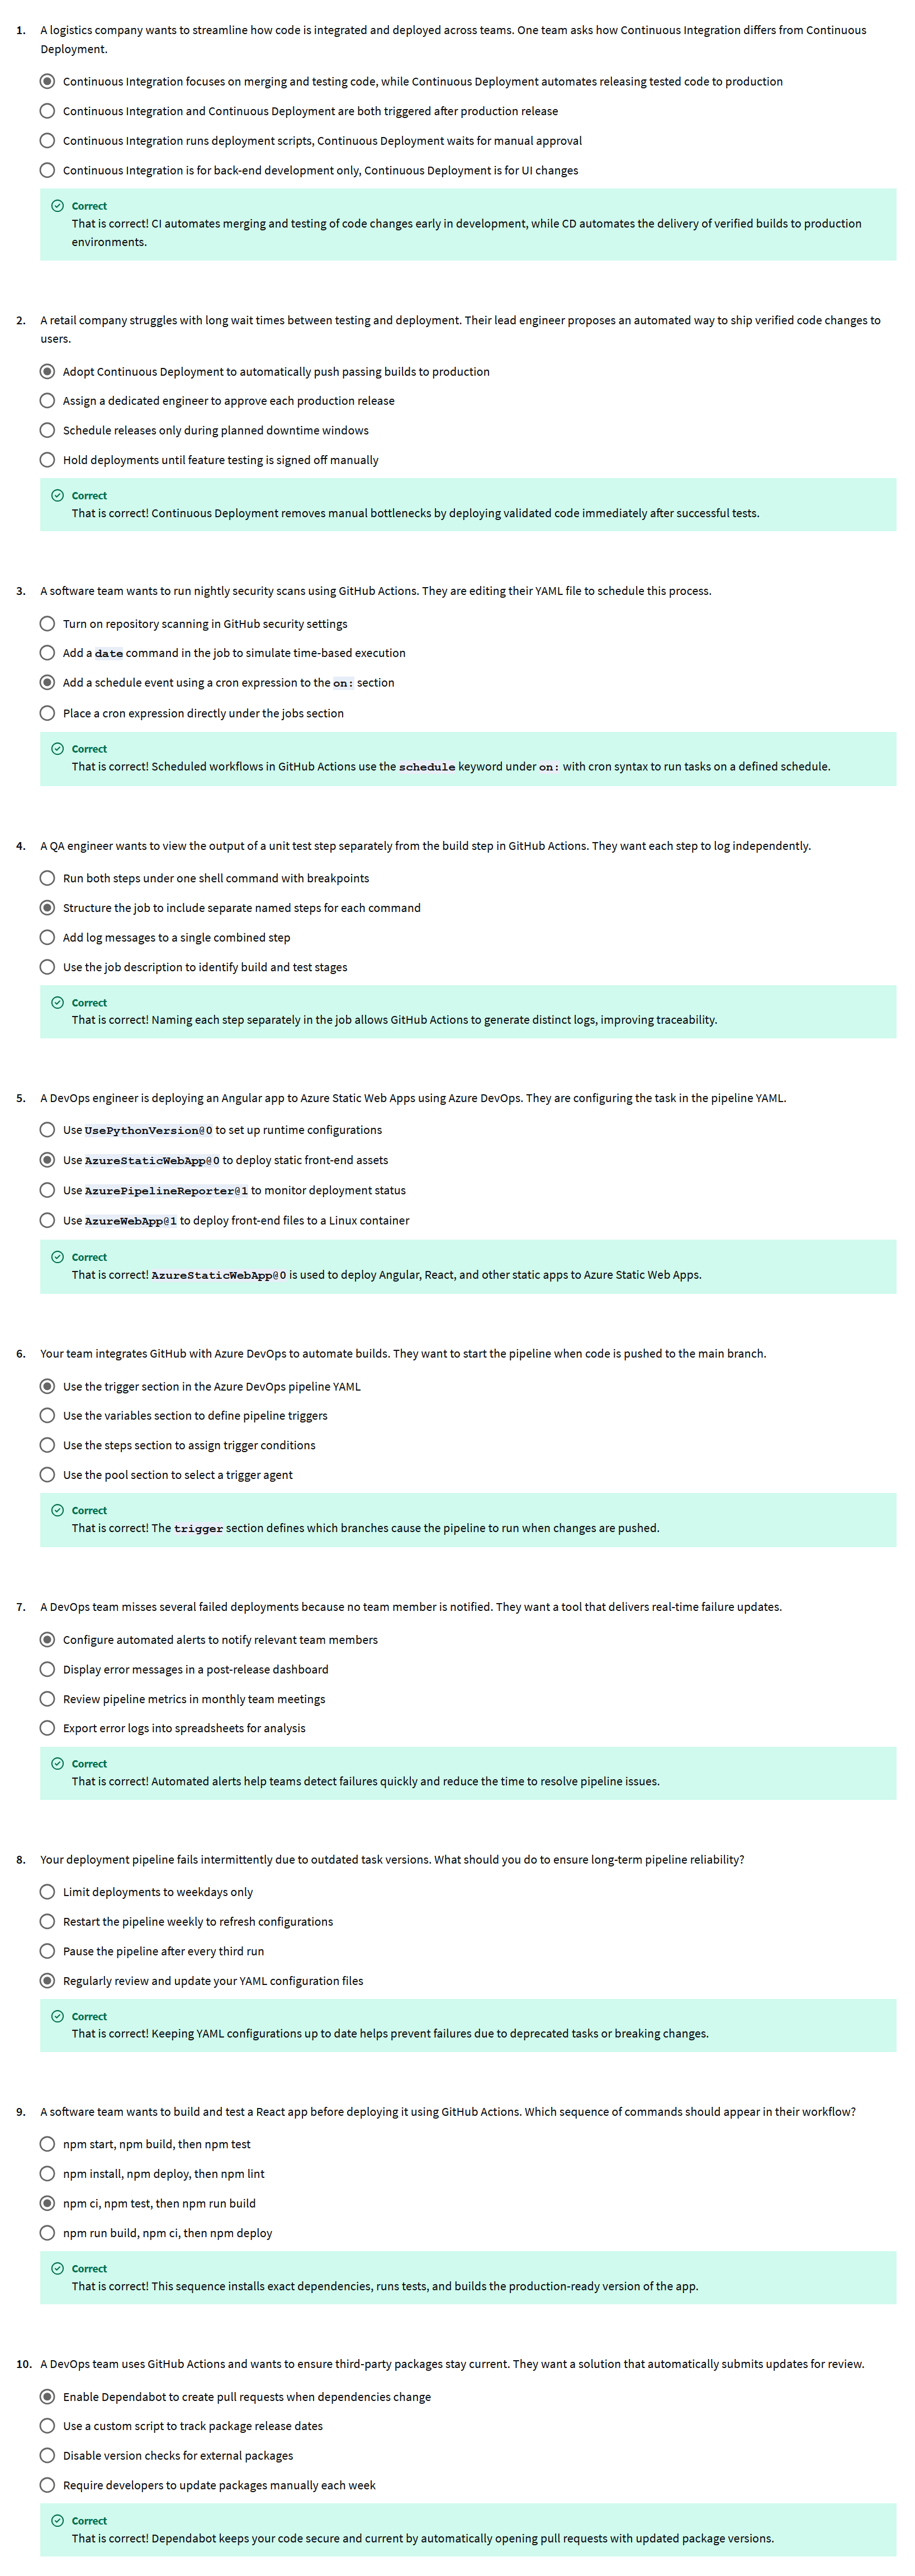 1. A logistics company wants to streamline how code is integrated and deployed across teams. One team asks how Continuous Integration differs from Continuous
Deployment.
Continuous Integration focuses on merging and testing code, while Continuous Deployment automates releasing tested code to production
Continuous Integration and Continuous Deployment are both triggered after production release
Continuous Integration runs deployment scripts, Continuous Deployment waits for manual approval
Continuous Integration is for back-end development only, Continuous Deployment is for UI changes
Correct
That is correct! CI automates merging and testing of code changes early in development, while CD automates the delivery of verified builds to production
environments.
2. A retail company struggles with long wait times between testing and deployment. Their lead engineer proposes an automated way to ship verified code changes to
users.
Adopt Continuous Deployment to automatically push passing builds to production
Assign a dedicated engineer to approve each production release
Schedule releases only during planned downtime windows
Hold deployments until feature testing is signed off manually
Correct
That is correct! Continuous Deployment removes manual bottlenecks by deploying validated code immediately after successful tests.
3. A software team wants to run nightly security scans using GitHub Actions. They are editing their YAML file to schedule this process.
Turn on repository scanning in GitHub security settings
Add a date command in the job to simulate time-based execution
Add a schedule event using a cron expression to the on: section
Place a cron expression directly under the jobs section
Correct
That is correct! Scheduled workflows in GitHub Actions use the schedule keyword under on: with cron syntax to run tasks on a defined schedule.
4. A QA engineer wants to view the output of a unit test step separately from the build step in GitHub Actions. They want each step to log independently.
Run both steps under one shell command with breakpoints
Structure the job to include separate named steps for each command
Add log messages to a single combined step
Use the job description to identify build and test stages
Correct
That is correct! Naming each step separately in the job allows GitHub Actions to generate distinct logs, improving traceability.
5. A DevOps engineer is deploying an Angular app to Azure Static Web Apps using Azure DevOps. They are configuring the task in the pipeline YAML.
Use UsePythonVersion@0 to set up runtime configurations
Use AzureStaticWebApp@0 to deploy static front-end assets
Use AzurePipelineReporter@1 to monitor deployment status
Use AzureWebApp@1 to deploy front-end files to a Linux container
Correct
That is correct! AzureStaticWebApp@0 is used to deploy Angular, React, and other static apps to Azure Static Web Apps.
6. Your team integrates GitHub with Azure DevOps to automate builds. They want to start the pipeline when code is pushed to the main branch.
Use the trigger section in the Azure DevOps pipeline YAML
Use the variables section to define pipeline triggers
Use the steps section to assign trigger conditions
Use the pool section to select a trigger agent
Correct
That is correct! The trigger section defines which branches cause the pipeline to run when changes are pushed.
7. A DevOps team misses several failed deployments because no team member is notified. They want a tool that delivers real-time failure updates.
Configure automated alerts to notify relevant team members
Display error messages in a post-release dashboard
Review pipeline metrics in monthly team meetings
Export error logs into spreadsheets for analysis
Correct
That is correct! Automated alerts help teams detect failures quickly and reduce the time to resolve pipeline issues.
8. Your deployment pipeline fails intermittently due to outdated task versions. What should you do to ensure long-term pipeline reliability?
Limit deployments to weekdays only
Restart the pipeline weekly to refresh configurations
Pause the pipeline after every third run
Regularly review and update your YAML configuration files
Correct
That is correct! Keeping YAML configurations up to date helps prevent failures due to deprecated tasks or breaking changes.
9. A software team wants to build and test a React app before deploying it using GitHub Actions. Which sequence of commands should appear in their workflow?
npm start, npm build, then npm test
npm install, npm deploy, then npm lint
npm ci, npm test, then npm run build
npm run build, npm ci, then npm deploy
Correct
That is correct! This sequence installs exact dependencies, runs tests, and builds the production-ready version of the app.
10. A DevOps team uses GitHub Actions and wants to ensure third-party packages stay current. They want a solution that automatically submits updates for review.
Enable Dependabot to create pull requests when dependencies change
Use a custom script to track package release dates
Disable version checks for external packages
Require developers to update packages manually each week
Correct
That is correct! Dependabot keeps your code secure and current by automatically opening pull requests with updated package versions.